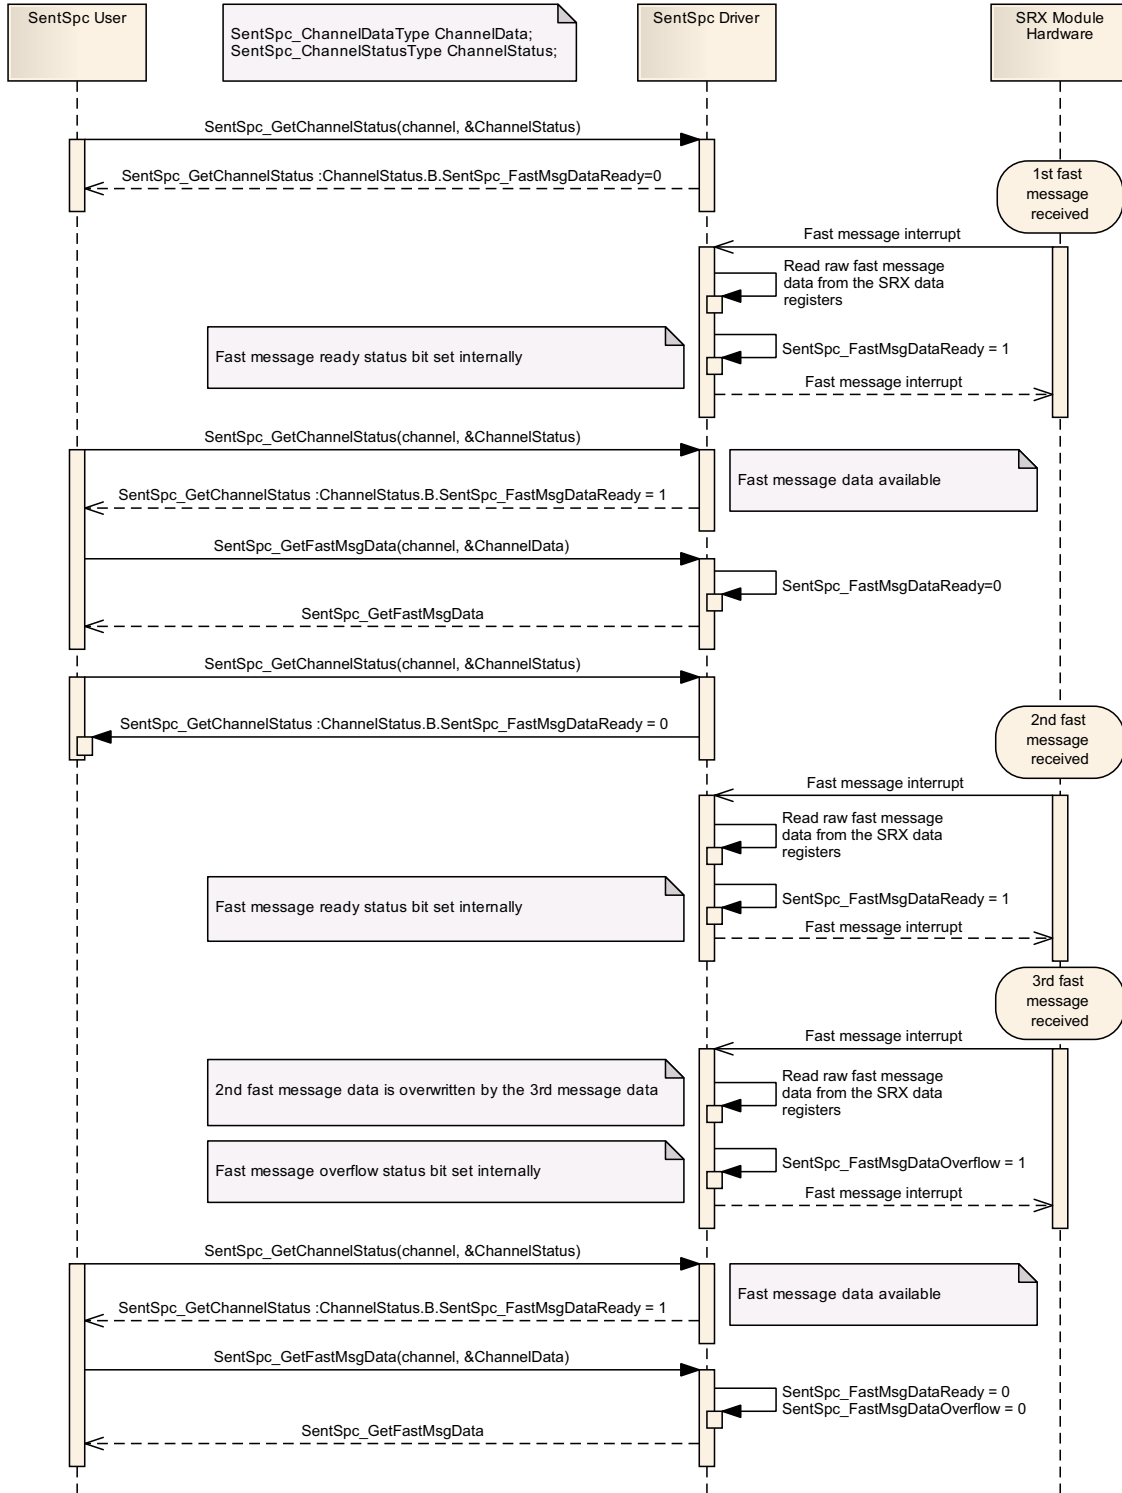 SentSpc User
SentSpc_ChannelDataType ChannelData;
SentSpc_ChannelStatusType ChannelStatus;
SentSpc Driver
SRX Module
Hardware
SentSpc_GetChannelStatus(channel, &ChannelStatus)
SentSpc_GetChannelStatus :ChannelStatus.B.SentSpc_FastMsgDataReady=0
1st fast
message
received
Fast message interrupt
Read raw fast message
data from the SRX data
registers
Fast message ready status bit set internally
SentSpc_FastMsgDataReady = 1
Fast message interrupt
SentSpc_GetChannelStatus(channel, &ChannelStatus)
Fast message data available
SentSpc_GetChannelStatus :ChannelStatus.B.SentSpc_FastMsgDataReady = 1
SentSpc_GetFastMsgData(channel, &ChannelData)
SentSpc_FastMsgDataReady=0
SentSpc_GetFastMsgData
SentSpc_GetChannelStatus(channel, &ChannelStatus)
SentSpc_GetChannelStatus :ChannelStatus.B.SentSpc_FastMsgDataReady = 0
2nd fast
message
received
Fast message interrupt
Read raw fast message
data from the SRX data
registers
Fast message ready status bit set internally
SentSpc_FastMsgDataReady = 1
Fast message interrupt
3rd fast
message
received
Fast message interrupt
2nd fast message data is overwritten by the 3rd message data
Read raw fast message
data from the SRX data
registers
Fast message overflow status bit set internally
SentSpc_FastMsgDataOverflow = 1
Fast message interrupt
SentSpc_GetChannelStatus(channel, &ChannelStatus)
Fast message data available
SentSpc_GetChannelStatus :ChannelStatus.B.SentSpc_FastMsgDataReady = 1
SentSpc_GetFastMsgData(channel, &ChannelData)
SentSpc_FastMsgDataReady = 0
SentSpc_FastMsgDataOverflow = 0
SentSpc_GetFastMsgData